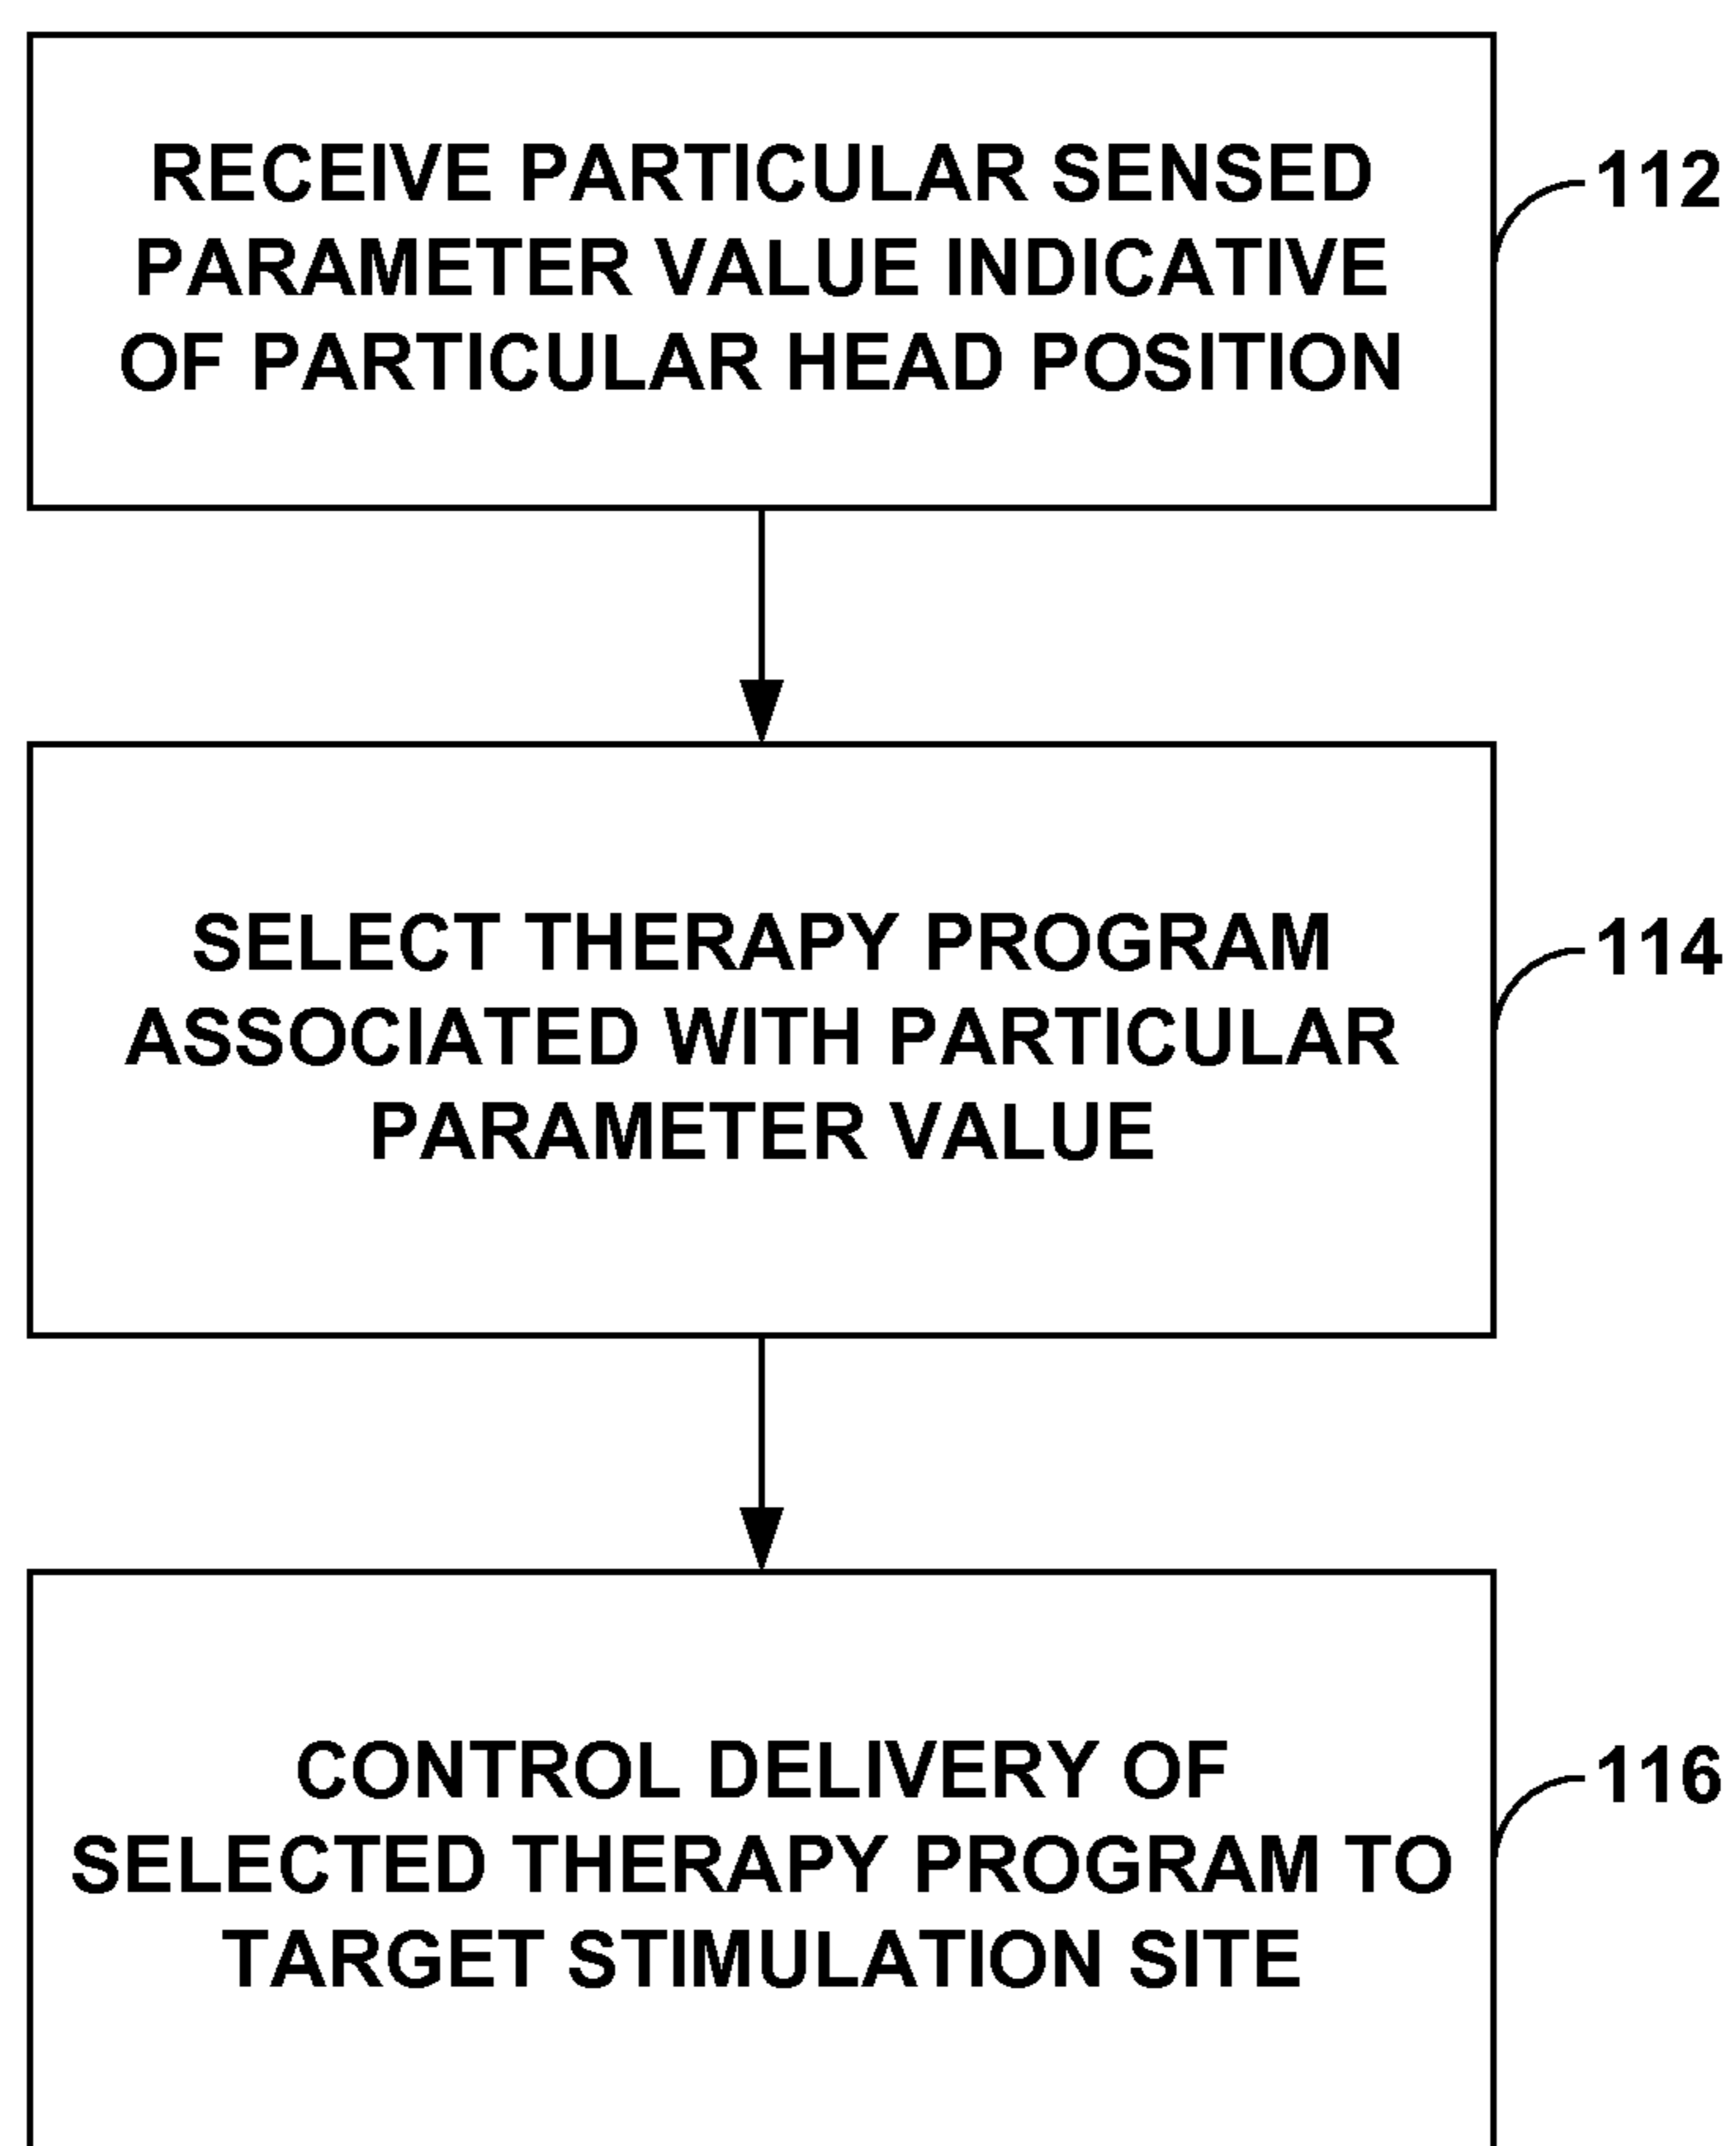 RECEIVE PARTICULAR SENSED
PARAMETER VALUE INDICATIVE
OF PARTICULAR HEAD POSITION
112
SELECT THERAPY PROGRAM
ASSOCIATED WITH PARTICULAR
PARAMETER VALUE
114
CONTROL DELIVERY OF
SELECTED THERAPY PROGRAM TO
TARGET STIMULATION SITE
116